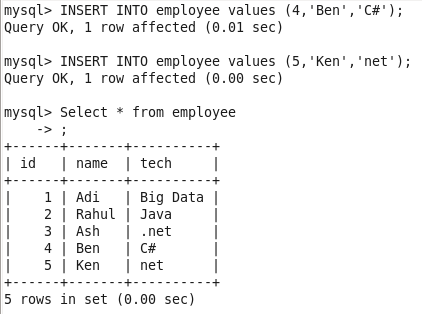 mysql> INSERT INTO employee values (4,'Ben','C#');
Query OK, 1 row affected (0.01 sec)

mysql> INSERT INTO employee values (5,'Ken','net');
Query OK, 1 row affected (0.00 sec)

mysql> Select * from employee
    -> ;
+------+-------+----------+
| id   | name  | tech     |
+------+-------+----------+
|    1 | Adi   | Big Data |
|    2 | Rahul | Java     |
|    3 | Ash   | .net     |
|    4 | Ben   | C#       |
|    5 | Ken   | net      |
+------+-------+----------+
5 rows in set (0.00 sec)